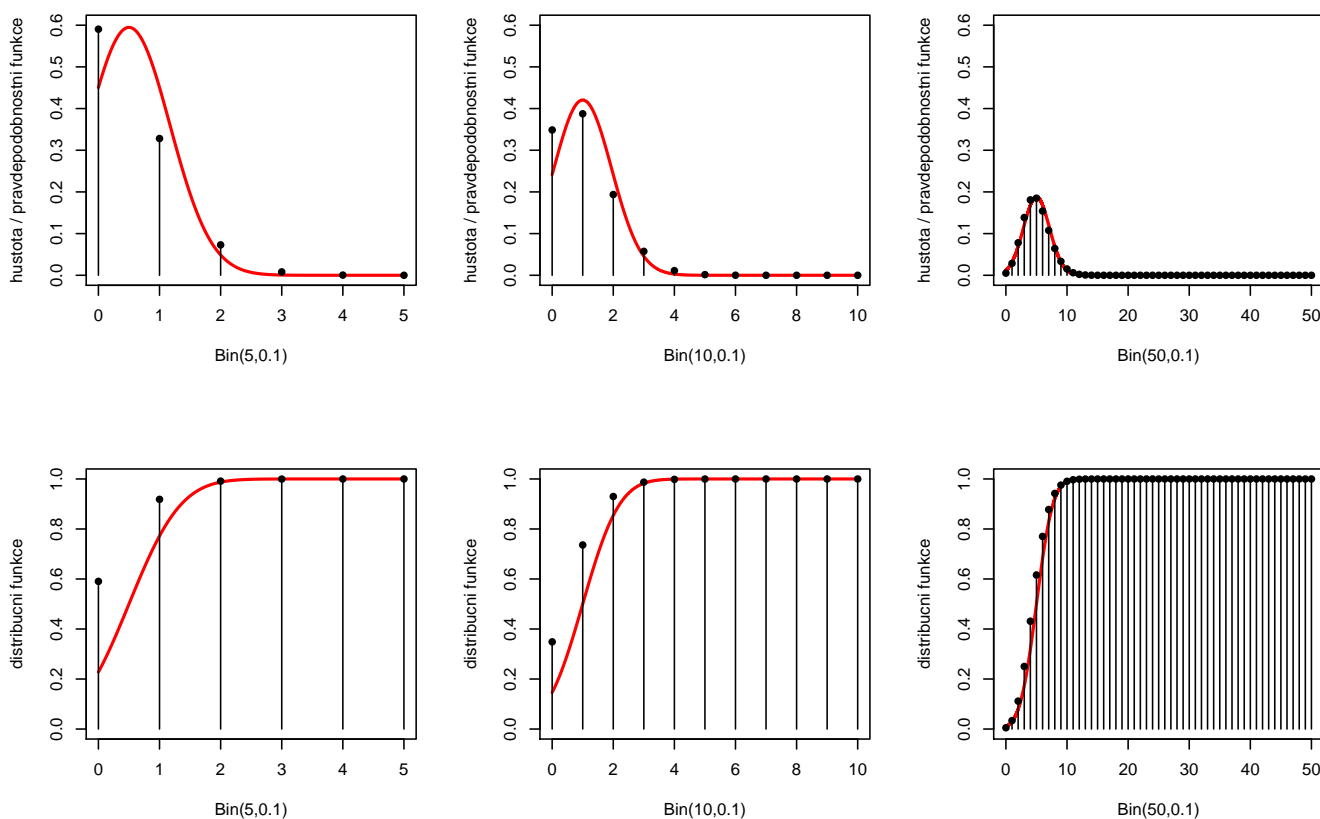 hustota / pravdepodobnostni funkce
0.0 0.1 0.2 0.3 0.4 0.5 0.6
0 1 2 3 4 5
Bin(5,0.1)
hustota / pravdepodobnostni funkce
0.0 0.1 0.2 0.3 0.4 0.5 0.6
0 2 4 6 8 10
Bin(10,0.1)
hustota / pravdepodobnostni funkce
0.0 0.1 0.2 0.3 0.4 0.5 0.6
0 10 20 30 40 50
Bin(50,0.1)
distribucni funkce
0.0 0.2 0.4 0.6 0.8 1.0
0 1 2 3 4 5
Bin(5,0.1)
distribucni funkce
0.0 0.2 0.4 0.6 0.8 1.0
0 2 4 6 8 10
Bin(10,0.1)
distribucni funkce
0.0 0.2 0.4 0.6 0.8 1.0
0 10 20 30 40 50
Bin(50,0.1)